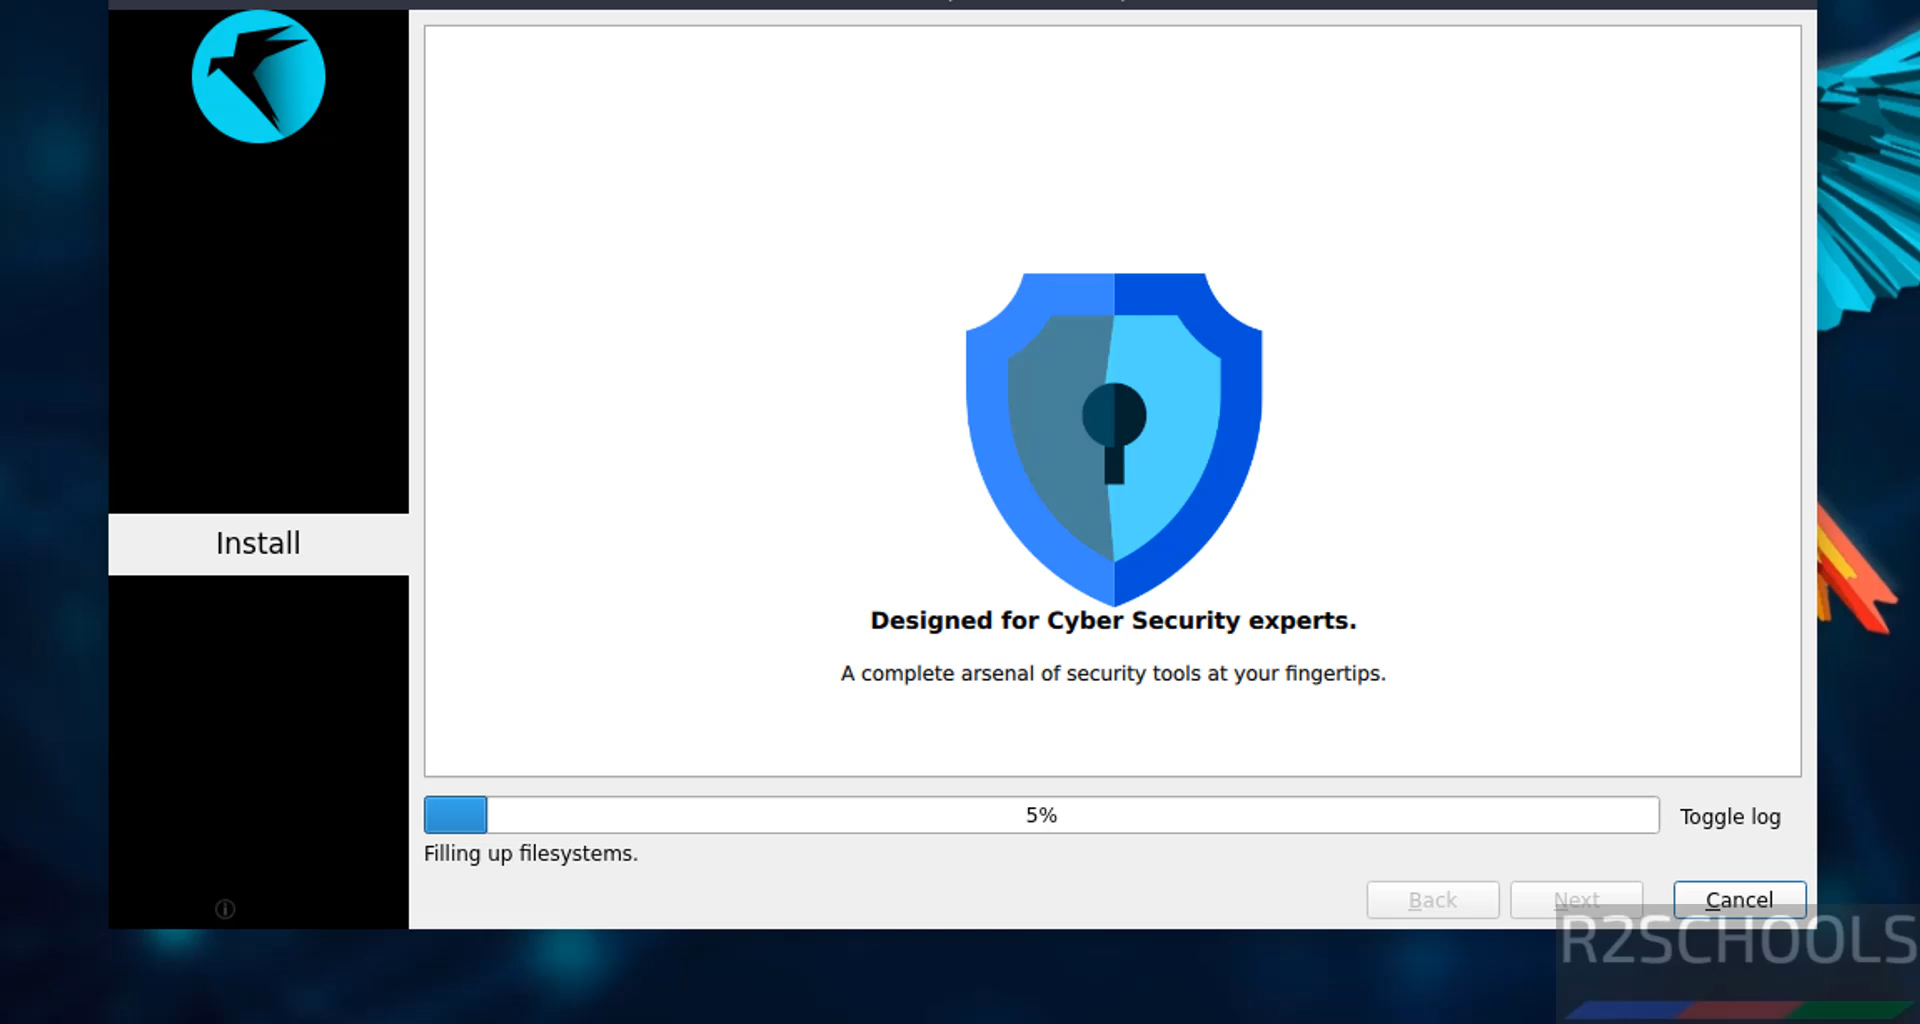 Install
Designed for Cyber Security experts.
A complete arsenal of security tools at your fingertips.
5%
Toggle log
Filling up filesystems.
Back
Next
Cancel
R2SCHOOLS